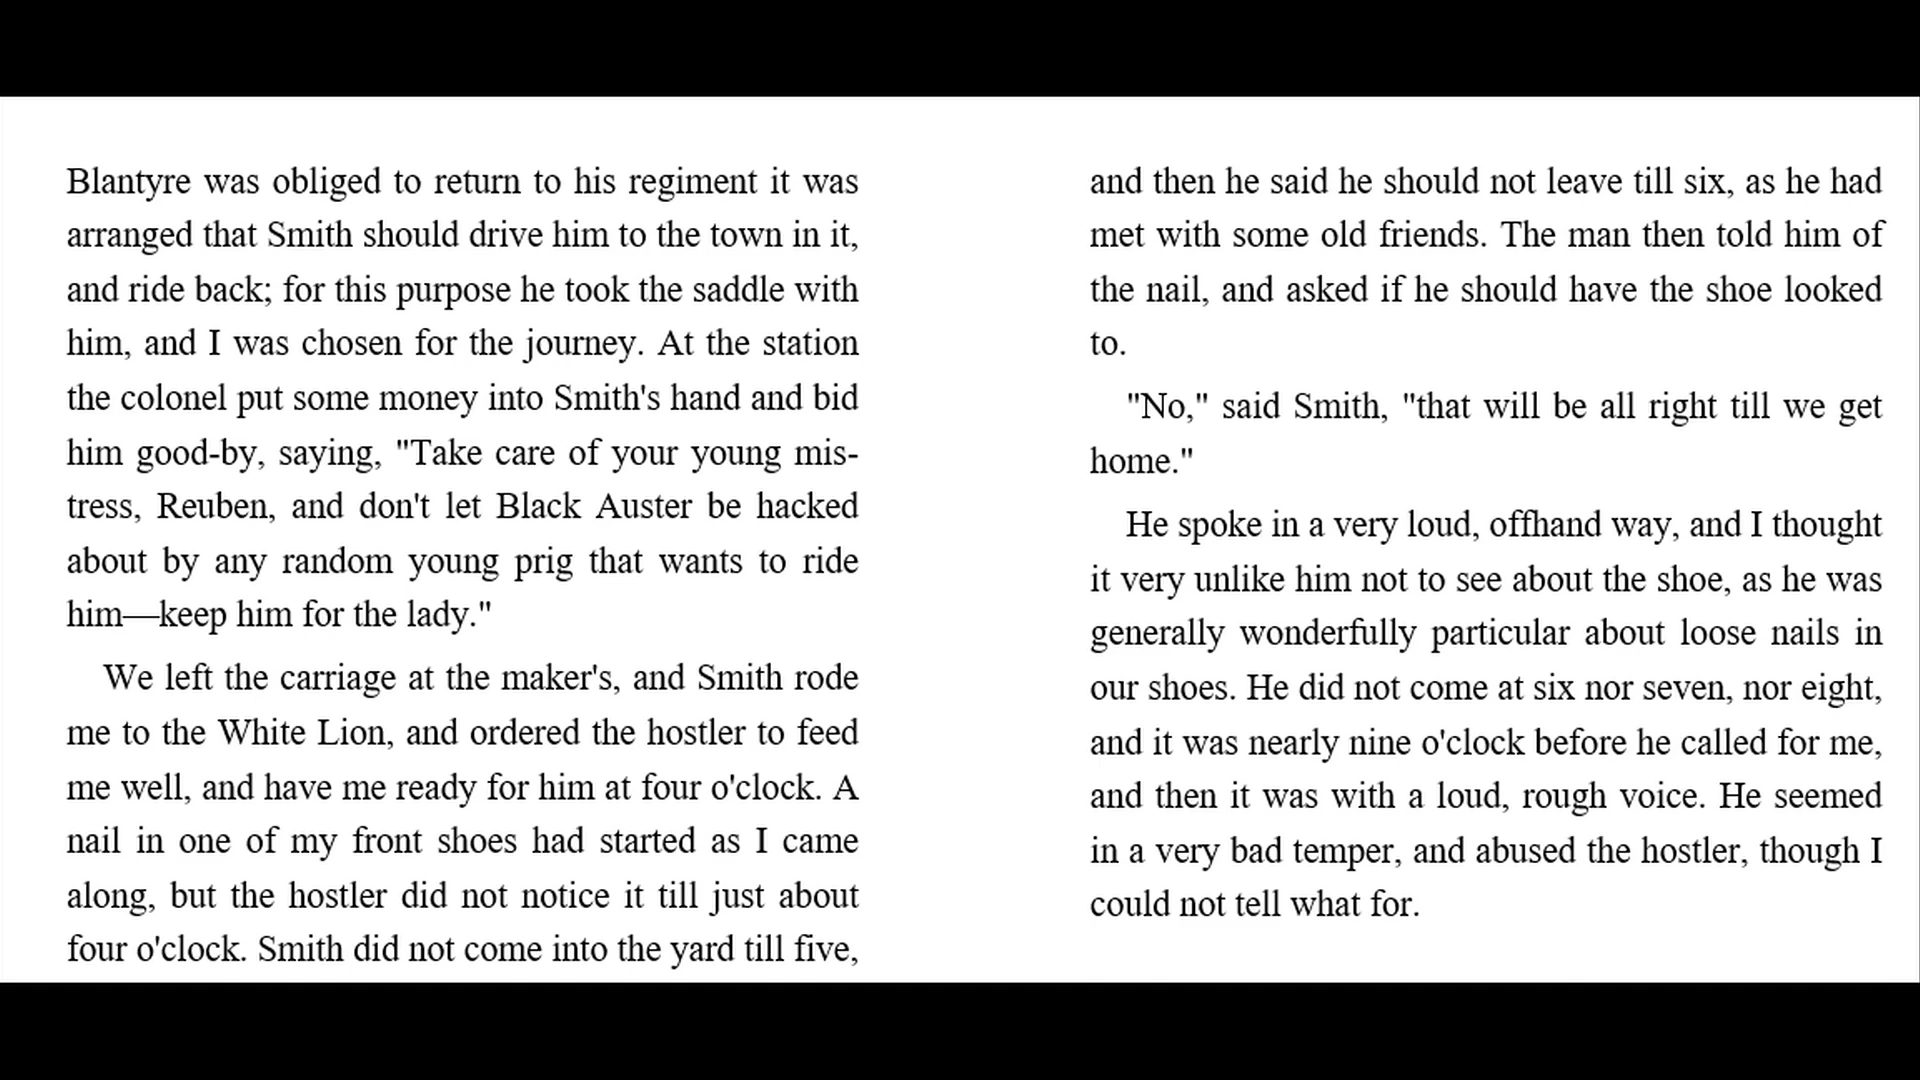 Blantyre was obliged to return to his regiment it was
arranged that Smith should drive him to the town in it,
and ride back; for this purpose he took the saddle with
him, and I was chosen for the journey. At the station
the colonel put some money into Smith's hand and bid
him good-by, saying, "Take care of your young mis-
tress, Reuben, and don't let Black Auster be hacked
about by any random young prig that wants to ride
him—keep him for the lady."
We left the carriage at the maker's, and Smith rode
me to the White Lion, and ordered the hostler to feed
me well, and have me ready for him at four o'clock. A
nail in one of my front shoes had started as I came
along, but the hostler did not notice it till just about
four o'clock. Smith did not come into the yard till five,
and then he said he should not leave till six, as he had
met with some old friends. The man then told him of
the nail, and asked if he should have the shoe looked
to.
"No," said Smith, "that will be all right till we get
home."
He spoke in a very loud, offhand way, and I thought
it very unlike him not to see about the shoe, as he was
generally wonderfully particular about loose nails in
our shoes. He did not come at six nor seven, nor eight,
and it was nearly nine o'clock before he called for me,
and then it was with a loud, rough voice. He seemed
in a very bad temper, and abused the hostler, though I
could not tell what for.